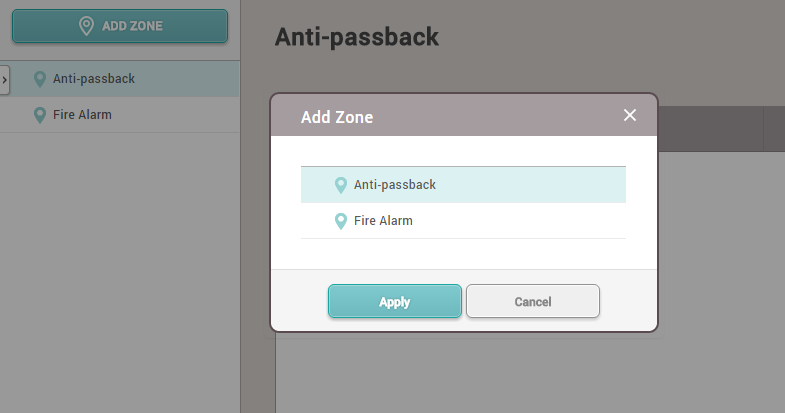 ADD ZONE
Anti-passback
Anti-passback
Fire Alarm
Add Zone
Anti-passback
Fire Alarm
Apply
Cancel